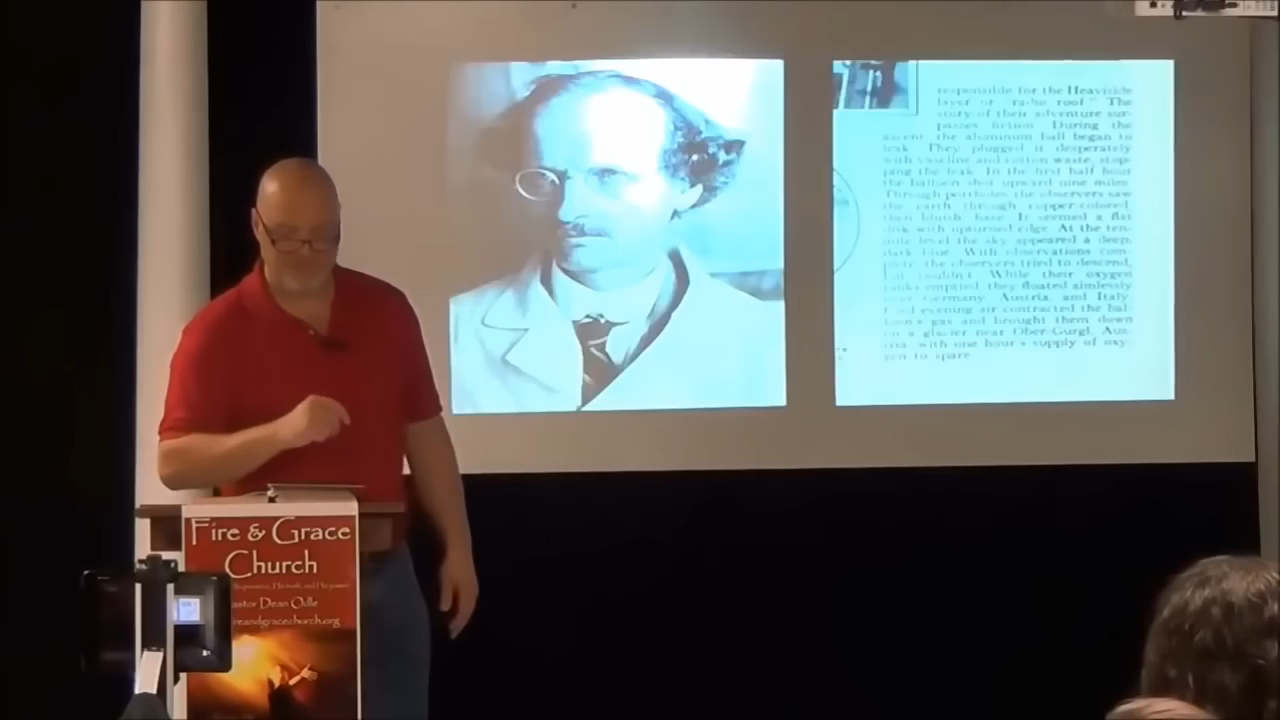 responsible for the Heaviside
layer or "radio roof" The
story of their adventure sur-
passes fiction During the
ascent the aluminum ball began to
leak They plugged it desperately
with vaseline and cotton waste, stop-
ping the leak In the first half hour
the balloon shot upward nine miles.
Through portholes the observers saw
the earth through copper-colored,
then bluish haze. It seemed a flat
disk with upturned edge. At the ten-
mile level the sky appeared a deep,
dark blue. With observations com-
plete the observers tried to descend,
but couldn't While their oxygen
tanks emptied, they floated aimlessly
over Germany Austria, and Italy.
Cool evening air contracted the bal-
loon's gas and brought them down
on a glacier near Ober-Gurgl, Aus-
tria with one hour's supply of oxy-
gen to spare
Fire & Grace
Church
His power
astor Dean Odle
reandgracechurch.org